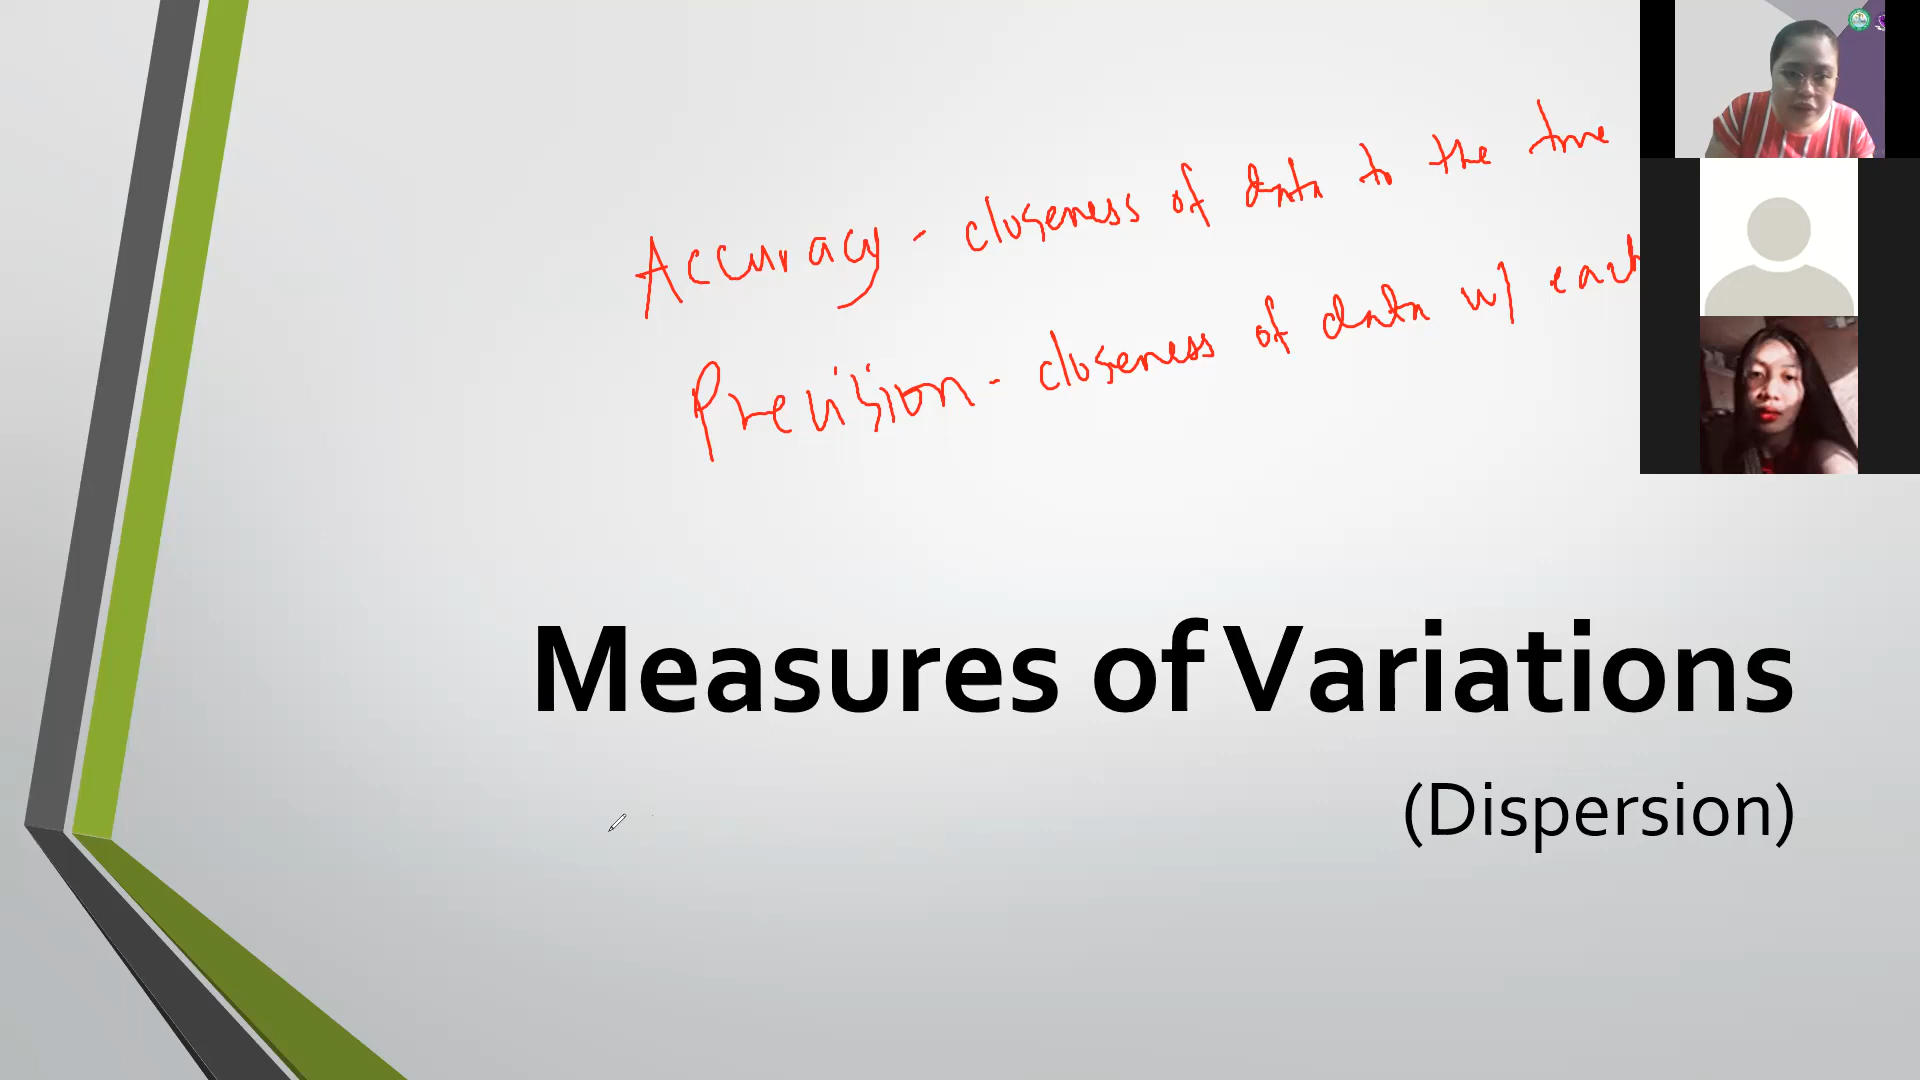 Accuracy - closeness of data to the true
Precision - closeness of data w/ each
Measures of Variations
(Dispersion)